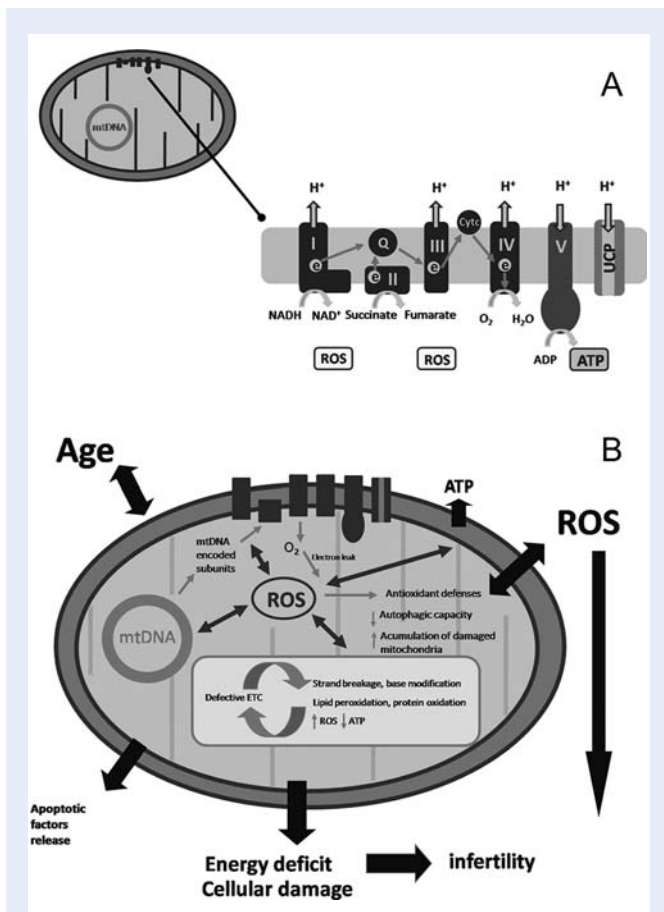 A
mtDNA
H⁺ H⁺ H⁺ H⁺ H⁺
I Q III Cytc IV V UCP
e e II e e
NADH NAD⁺ Succinate Fumarate O₂ H₂O
ROS ROS ADP ATP
B
Age
ATP
ROS
mtDNA
encoded
subunits
O₂
Electron leak
ROS
Antioxidant defenses
Autophagic capacity
Acumulation of damaged
mitochondria
mtDNA
Defective ETC
Strand breakage, base modification
Lipid peroxidation, protein oxidation
↑ ROS ↓ ATP
Apoptotic
factors
release
Energy deficit
Cellular damage
infertility